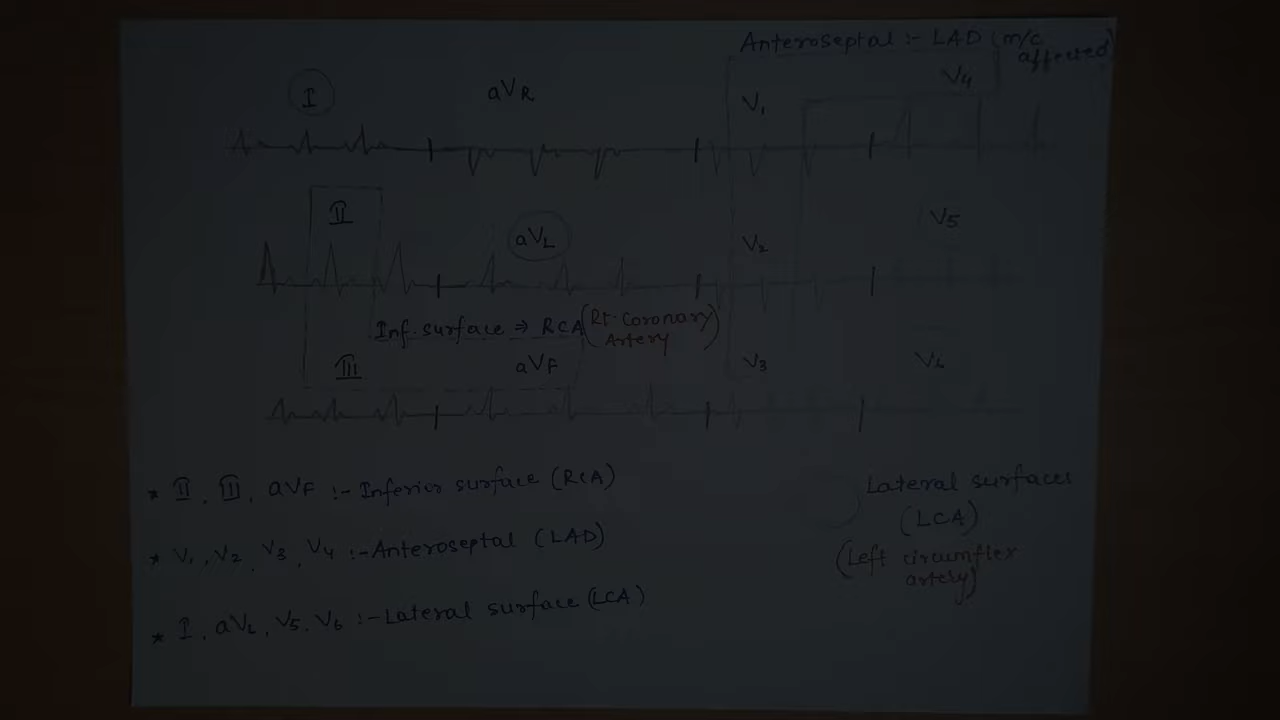 Anteroseptal :- LAD (m/c
affected)
I aVR V1 V4
II aVL V2 V5
Inf. surface ⇒ RCA (Rt. Coronary
Artery)
III aVF V3 V6
* II, III, aVF :- Inferior surface (RCA)
* V1, V2, V3, V4 :- Anteroseptal (LAD)
* I, aVL, V5, V6 :- Lateral surface (LCA)
Lateral surfaces
(LCA)
(Left circumflex
artery)